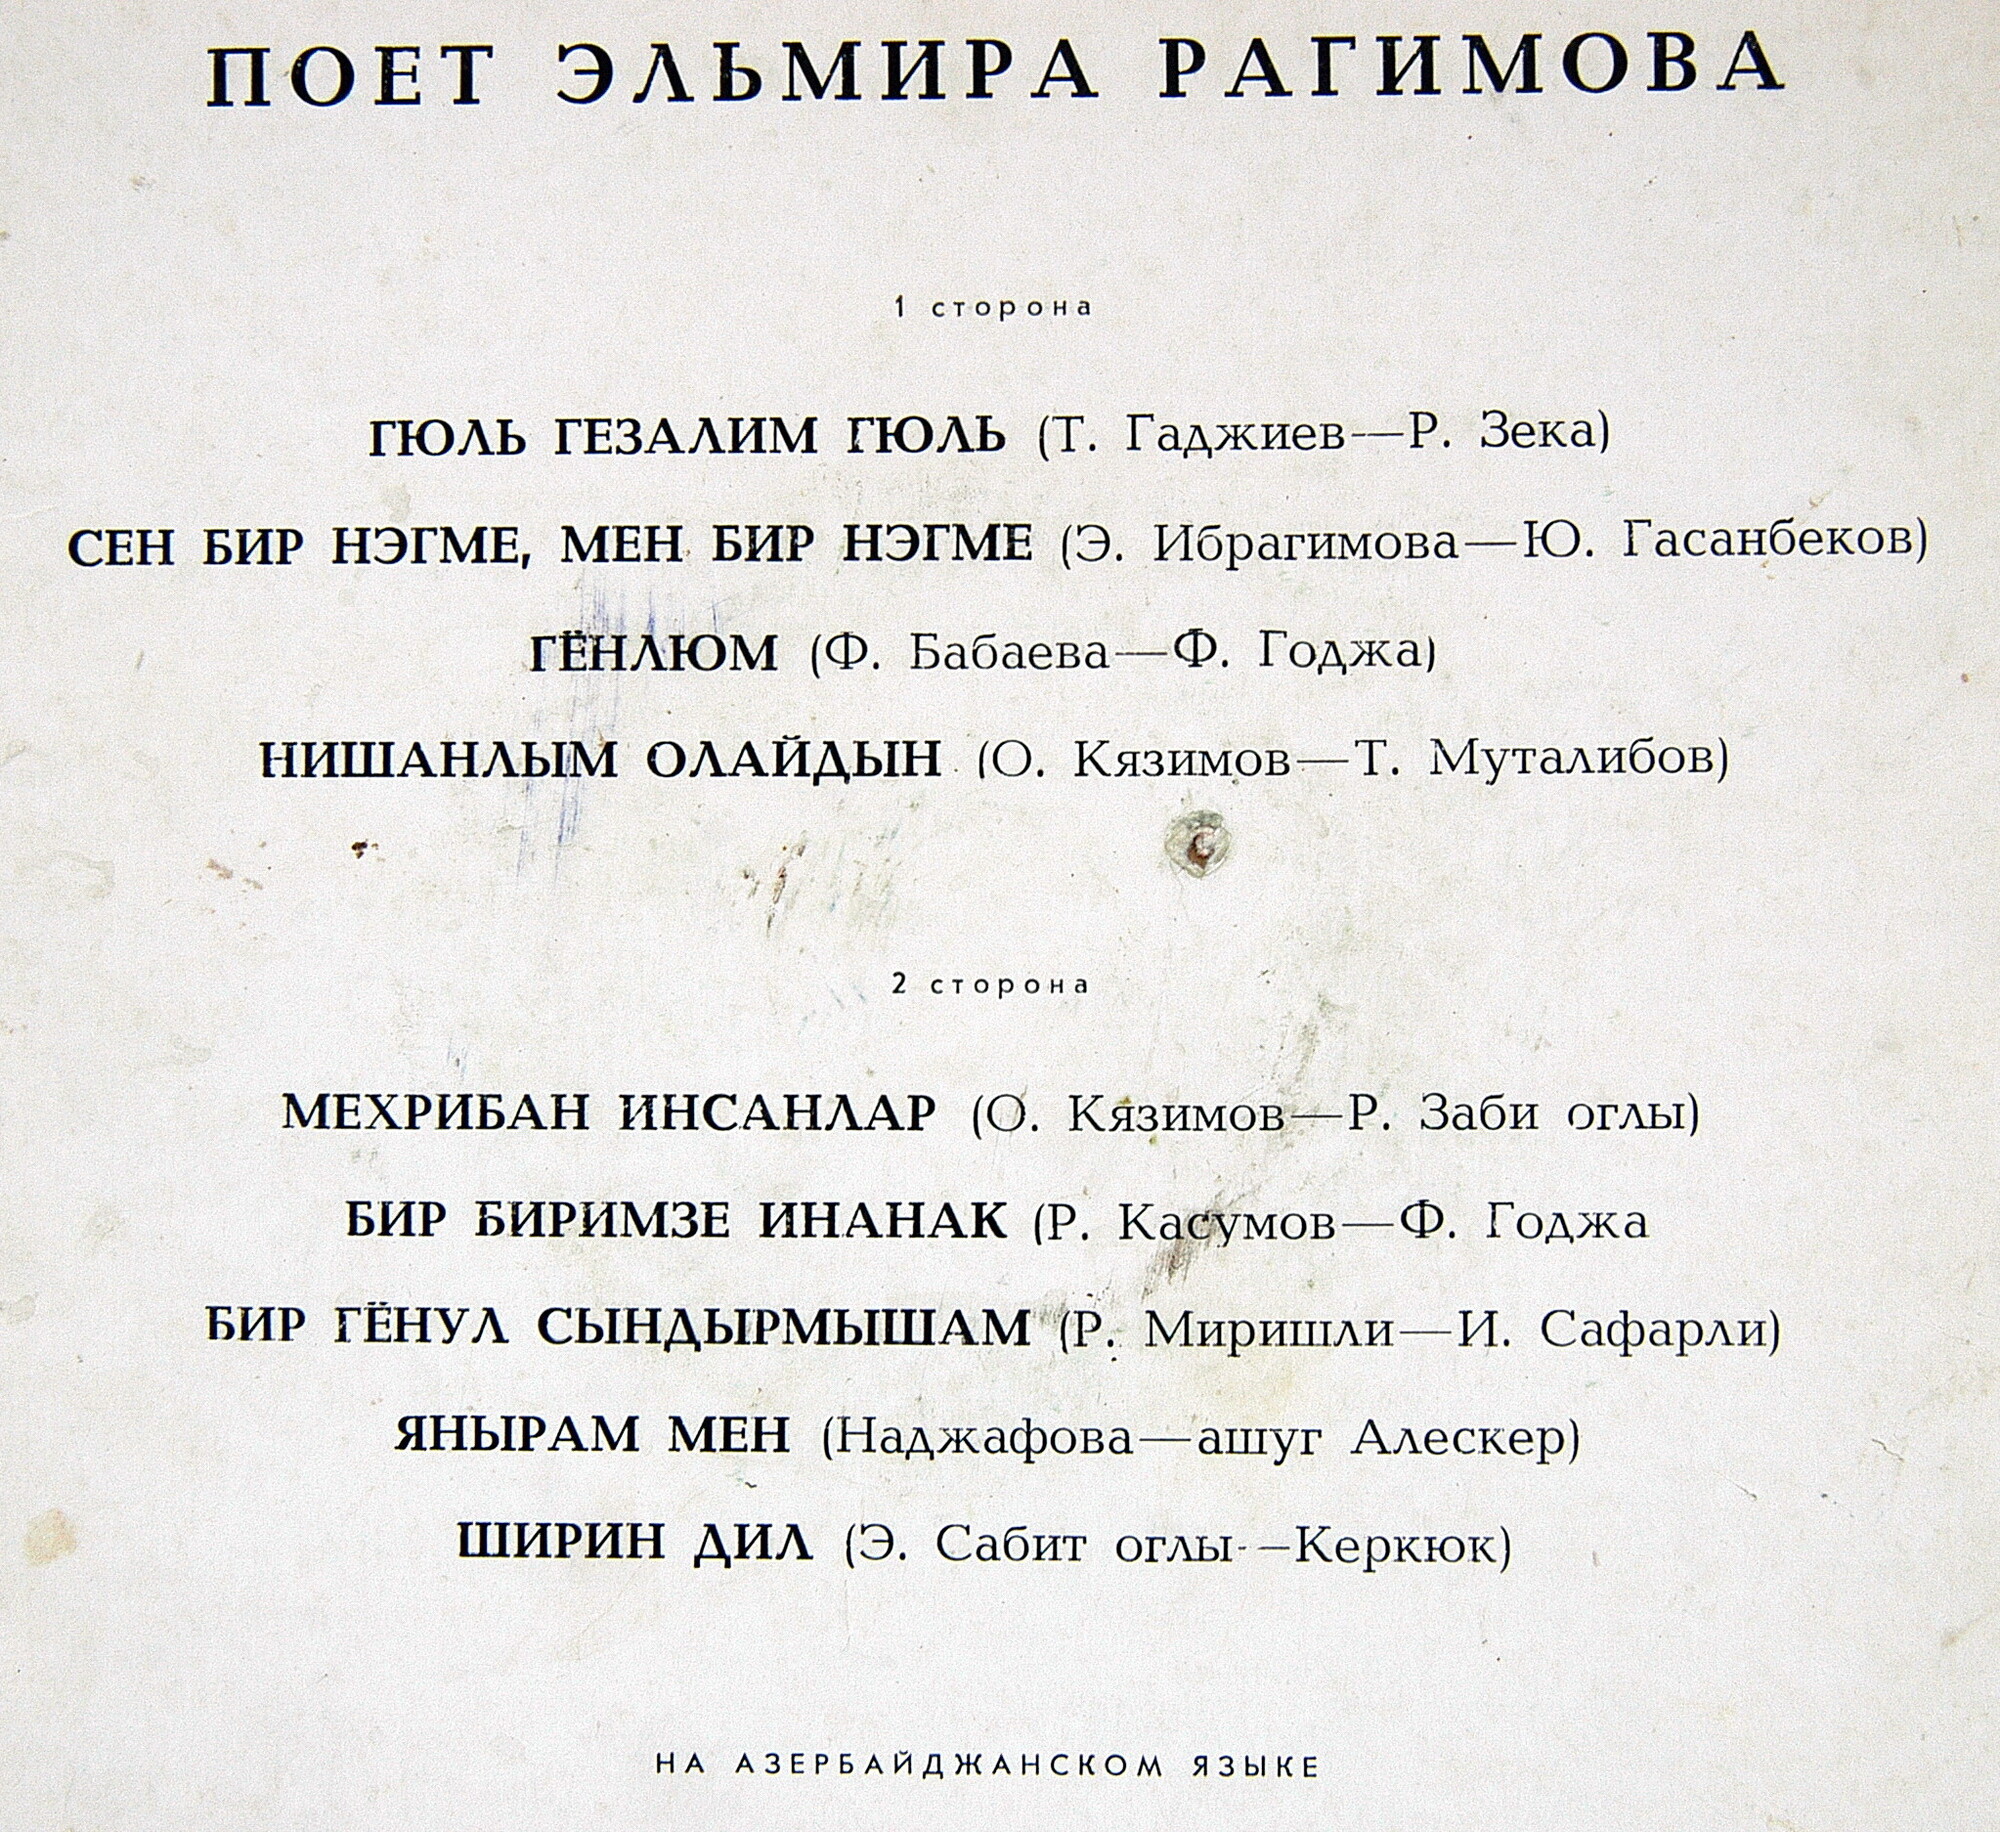 ПОЕТ ЭЛЬМИРА РАГИМОВА
1 сторона
ГЮЛЬ ГЕЗАЛИМ ГЮЛЬ (Т. Гаджиев—Р. Зека)
СЕН БИР НЭГМЕ, МЕН БИР НЭГМЕ (Э. Ибрагимова—Ю. Гасанбеков)
ГЁНЛЮМ (Ф. Бабаева—Ф. Годжа)
НИШАНЛЫМ ОЛАЙДЫН (О. Кязимов—Т. Муталибов)
2 сторона
МЕХРИБАН ИНСАНЛАР (О. Кязимов—Р. Заби оглы)
БИР БИРИМЗЕ ИНАНАК (Р. Касумов—Ф. Годжа
БИР ГЁНУЛ СЫНДЫРМЫШАМ (Р. Миришли—И. Сафарли)
ЯНЫРАМ МЕН (Наджафова—ашуг Алескер)
ШИРИН ДИЛ (Э. Сабит оглы—Керкюк)
НА АЗЕРБАЙДЖАНСКОМ ЯЗЫКЕ